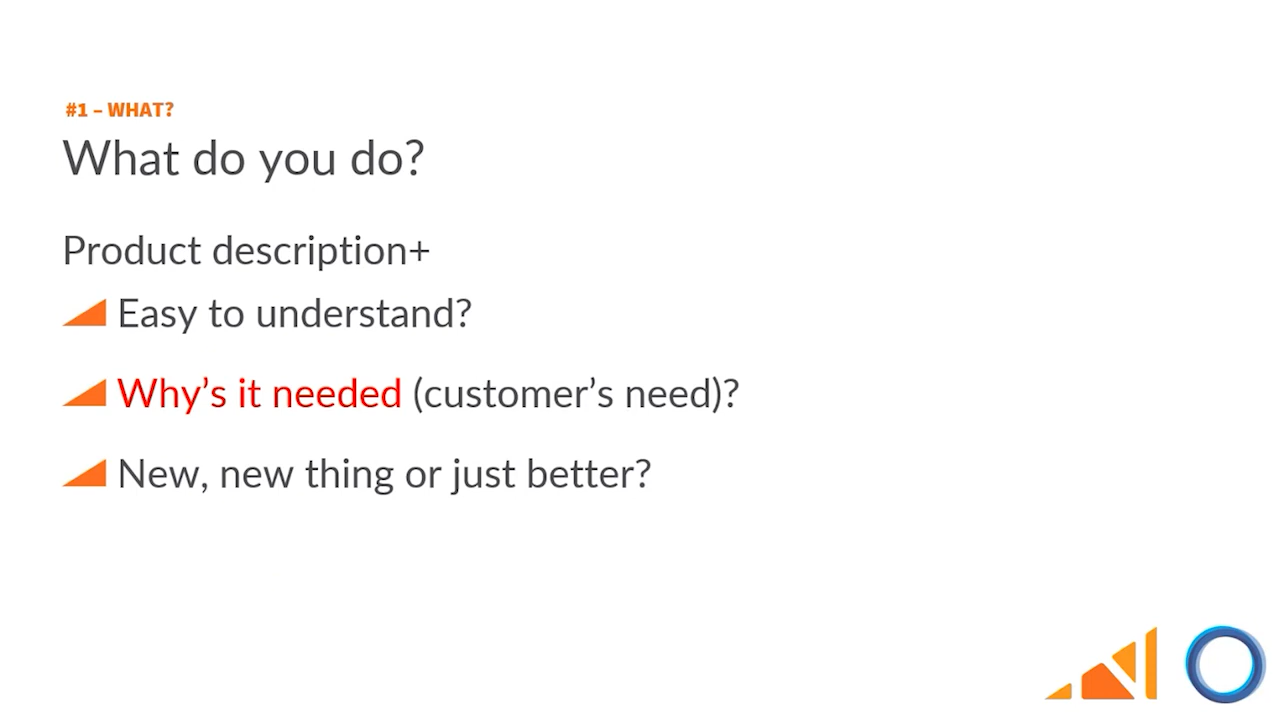 #1 – WHAT?
What do you do?
Product description+
Easy to understand?
Why’s it needed (customer’s need)?
New, new thing or just better?